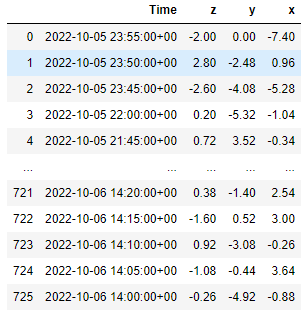 Time z y x
0 2022-10-05 23:55:00+00 -2.00 0.00 -7.40
1 2022-10-05 23:50:00+00 2.80 -2.48 0.96
2 2022-10-05 23:45:00+00 -2.60 -4.08 -5.28
3 2022-10-05 22:00:00+00 0.20 -5.32 -1.04
4 2022-10-05 21:45:00+00 0.72 3.52 -0.34
... ... ... ... ...
721 2022-10-06 14:20:00+00 0.38 -1.40 2.54
722 2022-10-06 14:15:00+00 -1.60 0.52 3.00
723 2022-10-06 14:10:00+00 0.92 -3.08 -0.26
724 2022-10-06 14:05:00+00 -1.08 -0.44 3.64
725 2022-10-06 14:00:00+00 -0.26 -4.92 -0.88